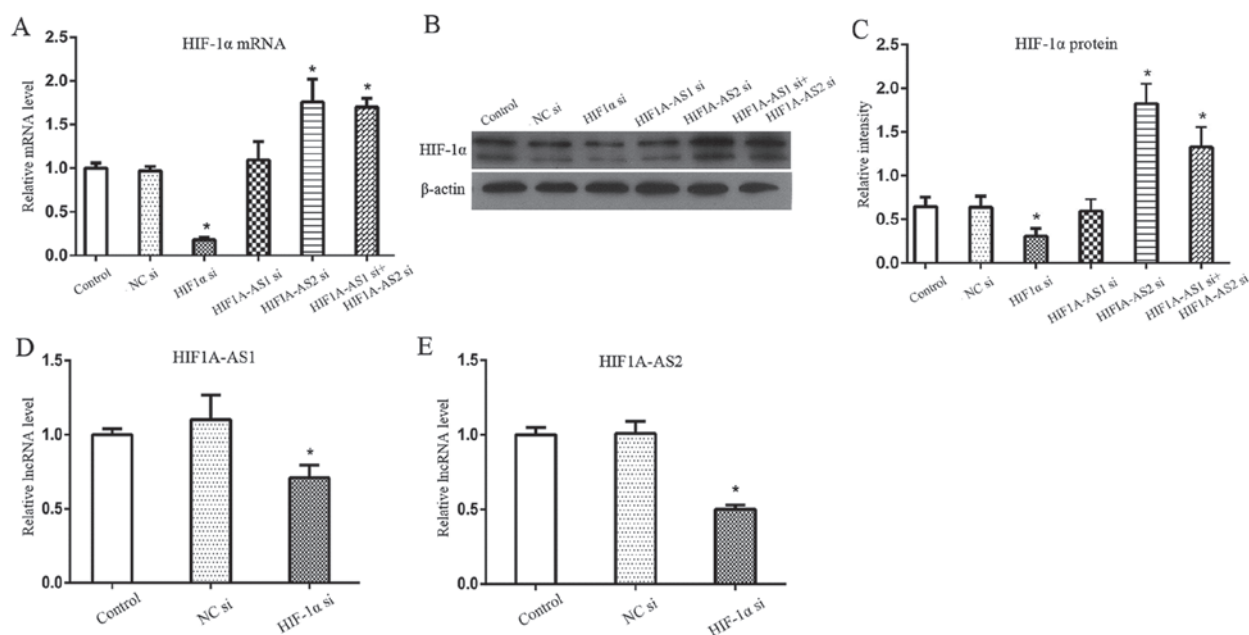 A
HIF-1α mRNA
Relative mRNA level
2.5
2.0
1.5
1.0
0.5
0.0
*
*
*
Control
NC si
HIF1α si
HIF1A-AS1 si
HIFIA-AS2 si
HIF1A-AS1 si+
HIF1A-AS2 si
B
Control
NC si
HIF1α si
HIF1A-AS1 si
HIFIA-AS2 si
HIF1A-AS1 si+
HIF1A-AS2 si
HIF-1α
β-actin
C
HIF-1α protein
Relative intensity
2.5
2.0
1.5
1.0
0.5
0.0
*
*
*
Control
NC si
HIF1α si
HIF1A-AS1 si
HIFIA-AS2 si
HIF1A-AS1 si+
HIF1A-AS2 si
D
HIF1A-AS1
Relative lncRNA level
1.5
1.0
0.5
0.0
*
Control
NC si
HIF-1α si
E
HIF1A-AS2
Relative lncRNA level
1.5
1.0
0.5
0.0
*
Control
NC si
HIF-1α si